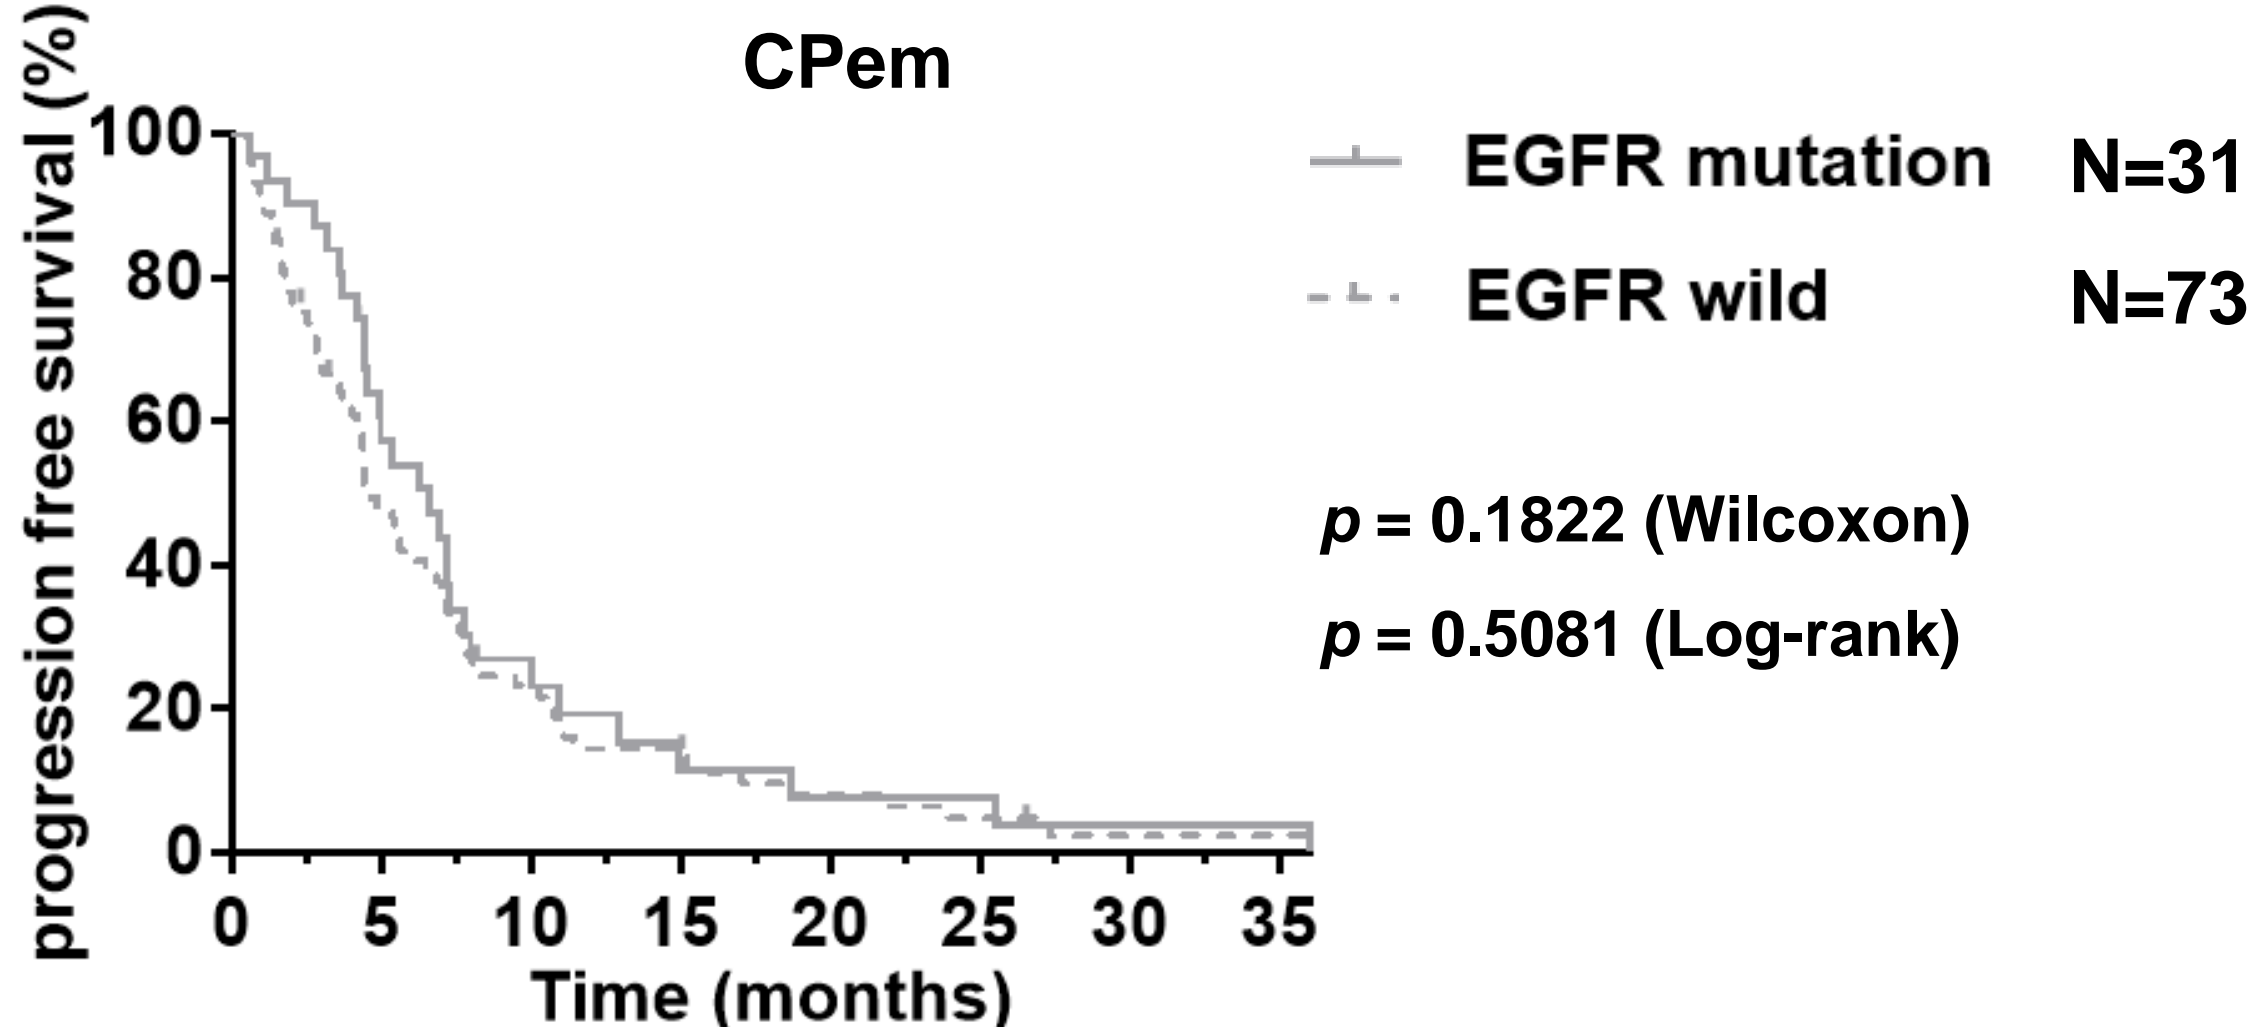 CPem
progression free survival (%)
100
80
60
40
20
0
0 5 10 15 20 25 30 35
Time (months)
EGFR mutation N=31
EGFR wild N=73
p = 0.1822 (Wilcoxon)
p = 0.5081 (Log-rank)